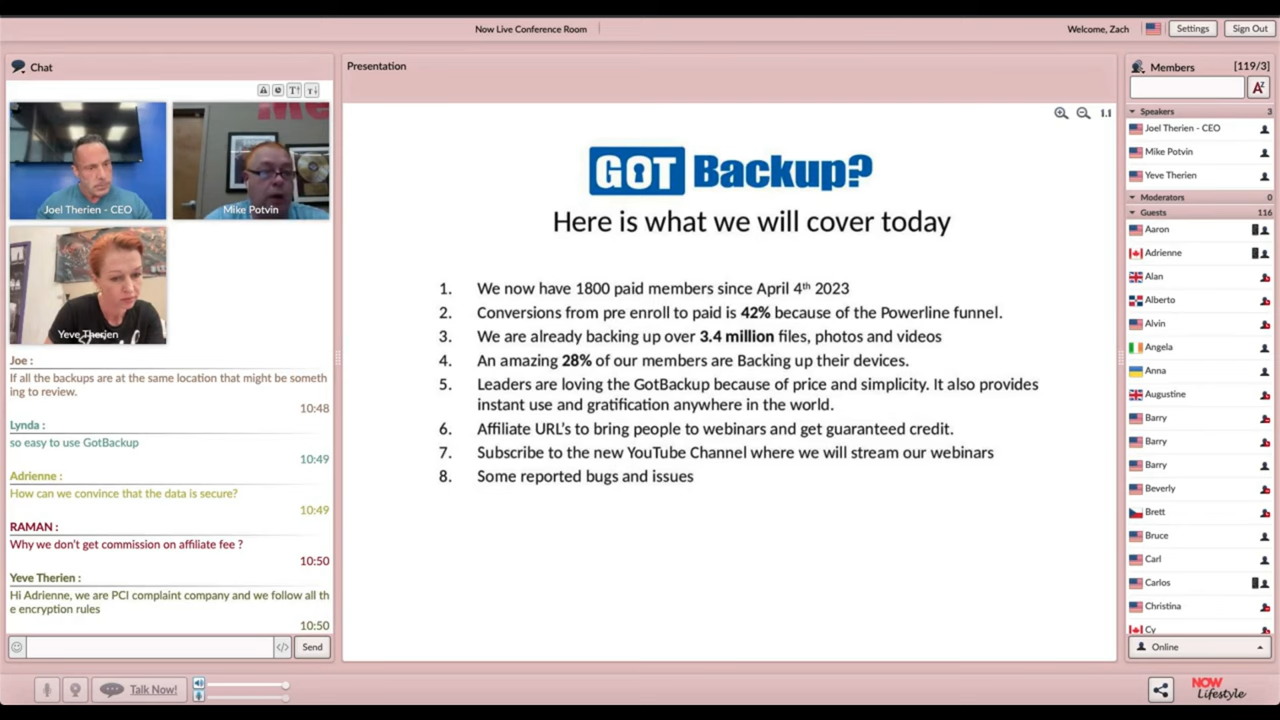 Now Live Conference Room
Welcome, Zach
Settings
Sign Out
Chat
Joel Therien - CEO
Mike Potvin
Yeve Therien
Joe :
If all the backups are at the same location that might be someth
ing to review.
10:48
Lynda :
so easy to use GotBackup
10:49
Adrienne :
How can we convince that the data is secure?
10:49
RAMAN :
Why we don't get commission on affiliate fee ?
10:50
Yeve Therien :
Hi Adrienne, we are PCI complaint company and we follow all th
e encryption rules
10:50
Send
Talk Now!
Presentation
1.1
GOT Backup?
Here is what we will cover today
1. We now have 1800 paid members since April 4th 2023
2. Conversions from pre enroll to paid is 42% because of the Powerline funnel.
3. We are already backing up over 3.4 million files, photos and videos
4. An amazing 28% of our members are Backing up their devices.
5. Leaders are loving the GotBackup because of price and simplicity. It also provides
instant use and gratification anywhere in the world.
6. Affiliate URL's to bring people to webinars and get guaranteed credit.
7. Subscribe to the new YouTube Channel where we will stream our webinars
8. Some reported bugs and issues
Members [119/3]
Speakers 3
Joel Therien - CEO
Mike Potvin
Yeve Therien
Moderators 0
Guests 116
Aaron
Adrienne
Alan
Alberto
Alvin
Angela
Anna
Augustine
Barry
Barry
Barry
Beverly
Brett
Bruce
Carl
Carlos
Christina
Cy
Online
NOW
Lifestyle